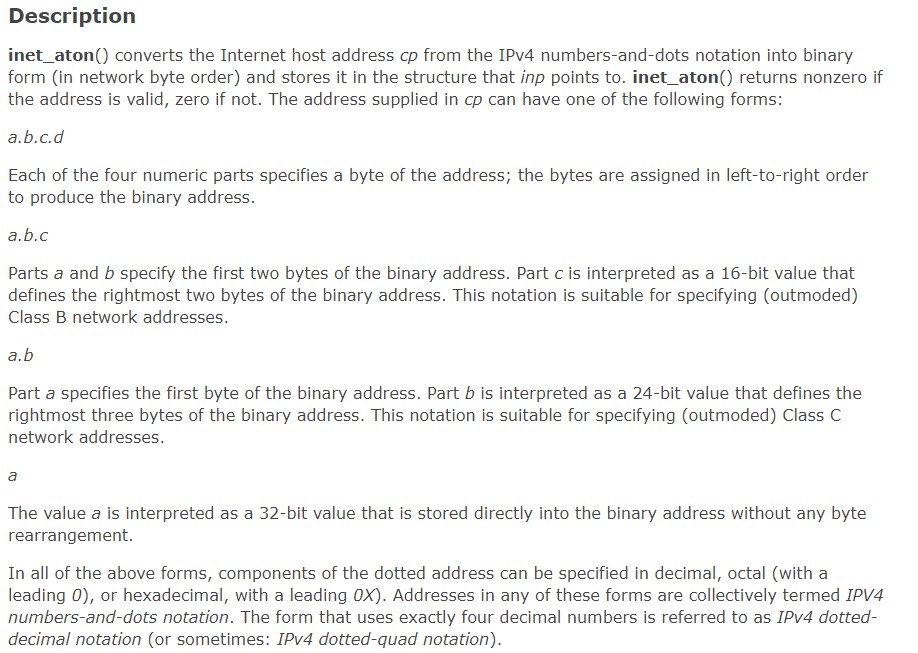 Description
inet_aton() converts the Internet host address cp from the IPv4 numbers-and-dots notation into binary
form (in network byte order) and stores it in the structure that inp points to. inet_aton() returns nonzero if
the address is valid, zero if not. The address supplied in cp can have one of the following forms:
a.b.c.d
Each of the four numeric parts specifies a byte of the address; the bytes are assigned in left-to-right order
to produce the binary address.
a.b.c
Parts a and b specify the first two bytes of the binary address. Part c is interpreted as a 16-bit value that
defines the rightmost two bytes of the binary address. This notation is suitable for specifying (outmoded)
Class B network addresses.
a.b
Part a specifies the first byte of the binary address. Part b is interpreted as a 24-bit value that defines the
rightmost three bytes of the binary address. This notation is suitable for specifying (outmoded) Class C
network addresses.
a
The value a is interpreted as a 32-bit value that is stored directly into the binary address without any byte
rearrangement.
In all of the above forms, components of the dotted address can be specified in decimal, octal (with a
leading 0), or hexadecimal, with a leading 0X). Addresses in any of these forms are collectively termed IPV4
numbers-and-dots notation. The form that uses exactly four decimal numbers is referred to as IPv4 dotted-
decimal notation (or sometimes: IPv4 dotted-quad notation).